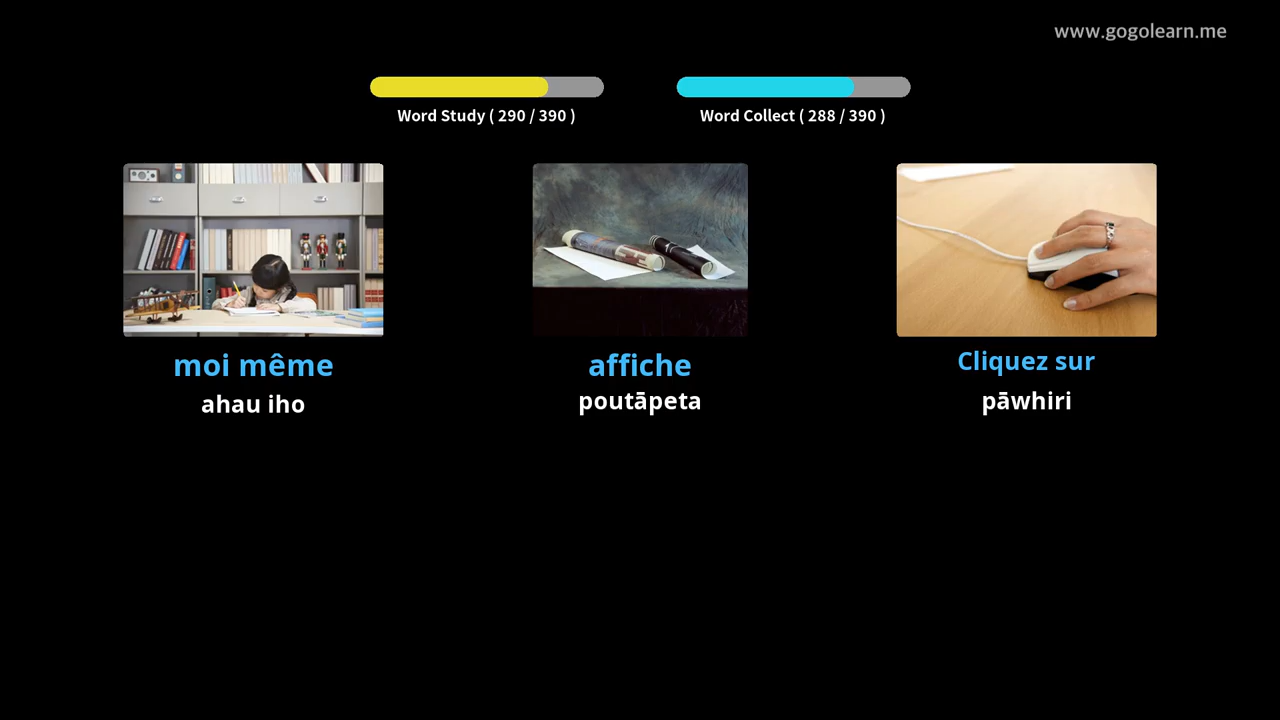 www.gogolearn.me
Word Study ( 290 / 390 )
Word Collect ( 288 / 390 )
moi même
ahau iho
affiche
poutāpeta
Cliquez sur
pāwhiri